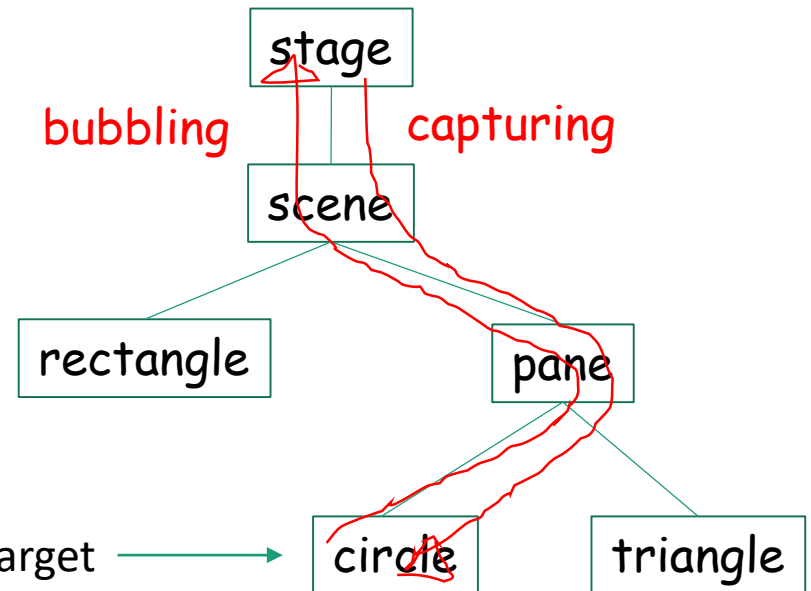 stage
bubbling capturing
scene
rectangle pane
arget circle triangle